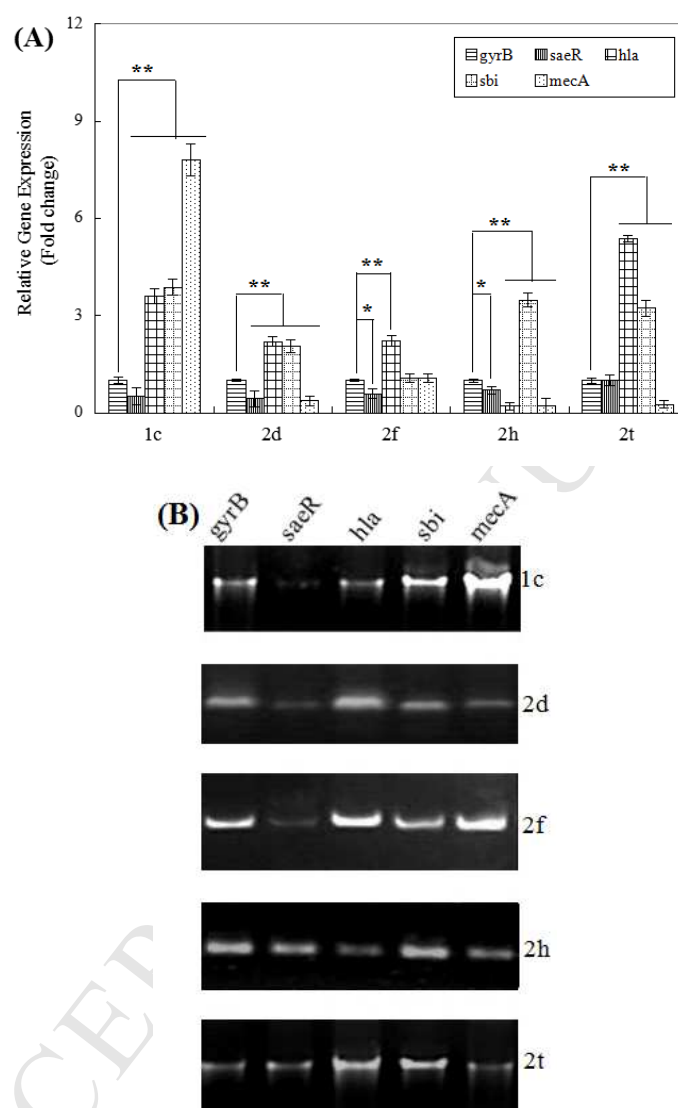 (A)
12
9
6
3
0
Relative Gene Expression
(Fold change)
gyrB saeR hla
sbi mecA
**
**
**
*
**
*
**
1c 2d 2f 2h 2t
(B)
gyrB saeR hla sbi mecA
1c
2d
2f
2h
2t